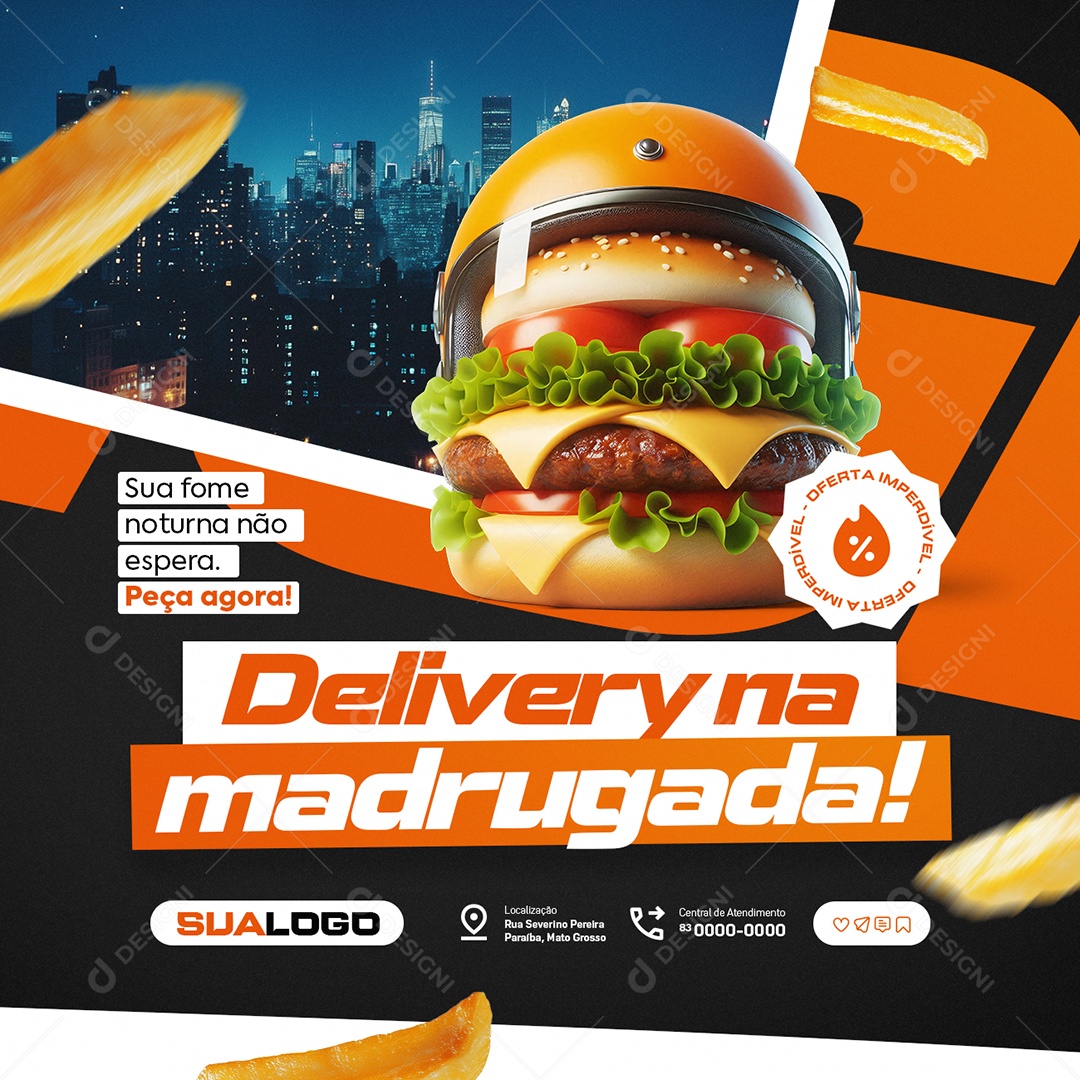 Sua fome
noturna não
espera.
Peça agora!
OFERTA IMPERDÍVEL - OFERTA IMPERDÍVEL -
Delivery na
madrugada!
SUALOGO
Localização
Rua Severino Pereira
Paraíba, Mato Grosso
Central de Atendimento
83 0000-0000
DESIGNI